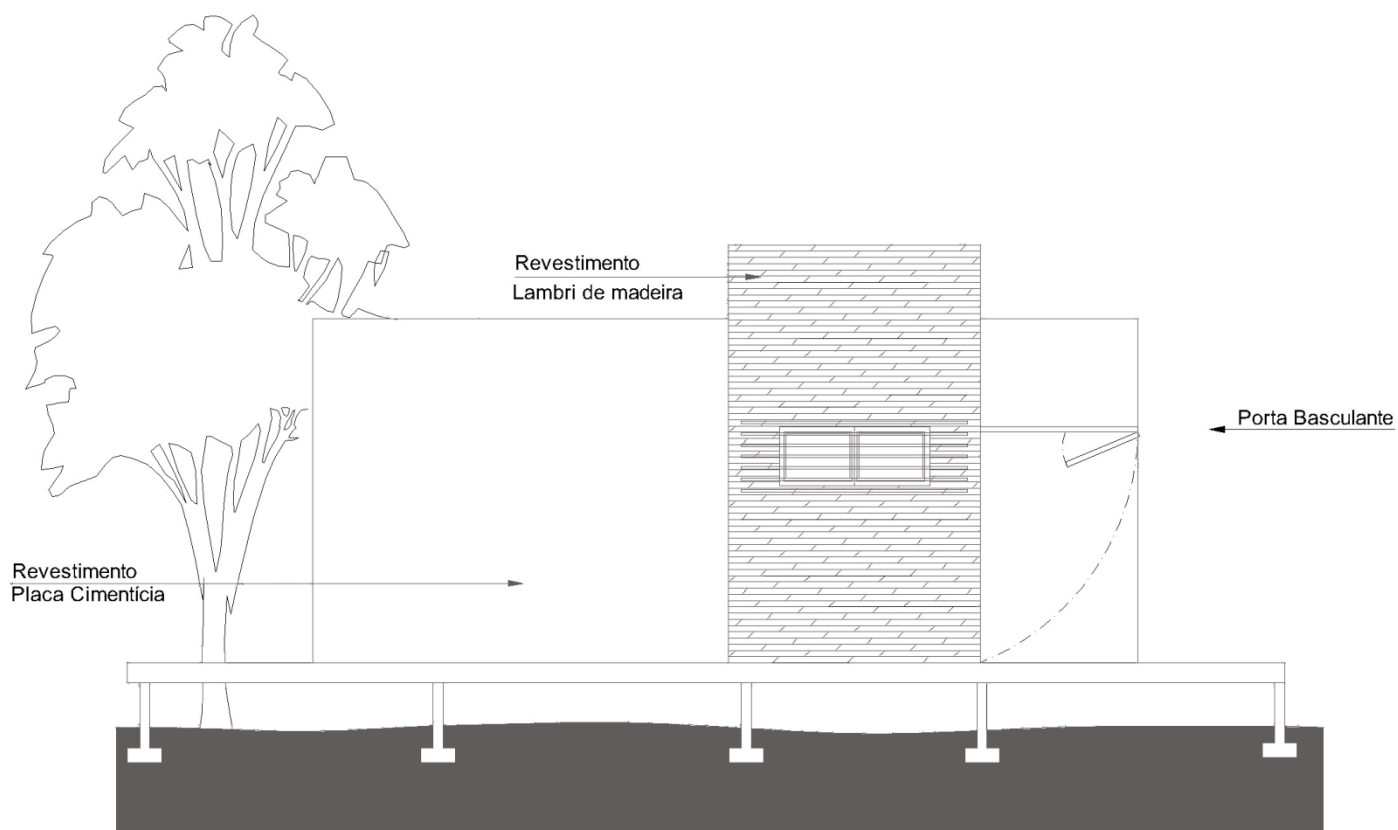 Revestimento
Lambri de madeira
Porta Basculante
Revestimento
Placa Cimentícia